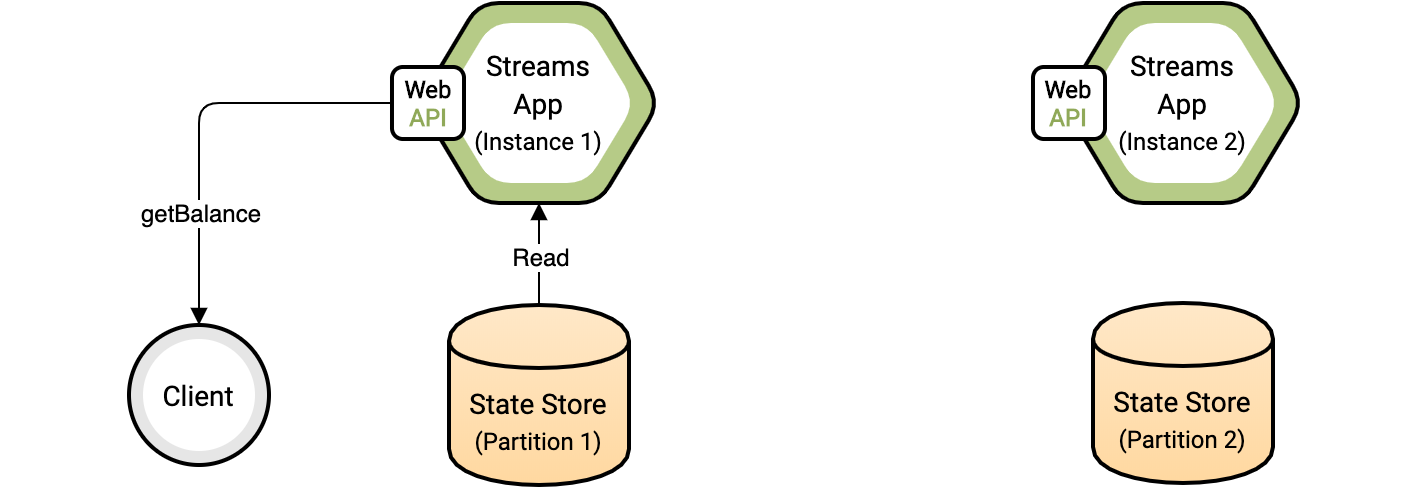 Web
API
Streams
App
(Instance 1)
Web
API
Streams
App
(Instance 2)
getBalance
Read
Client
State Store
(Partition 1)
State Store
(Partition 2)